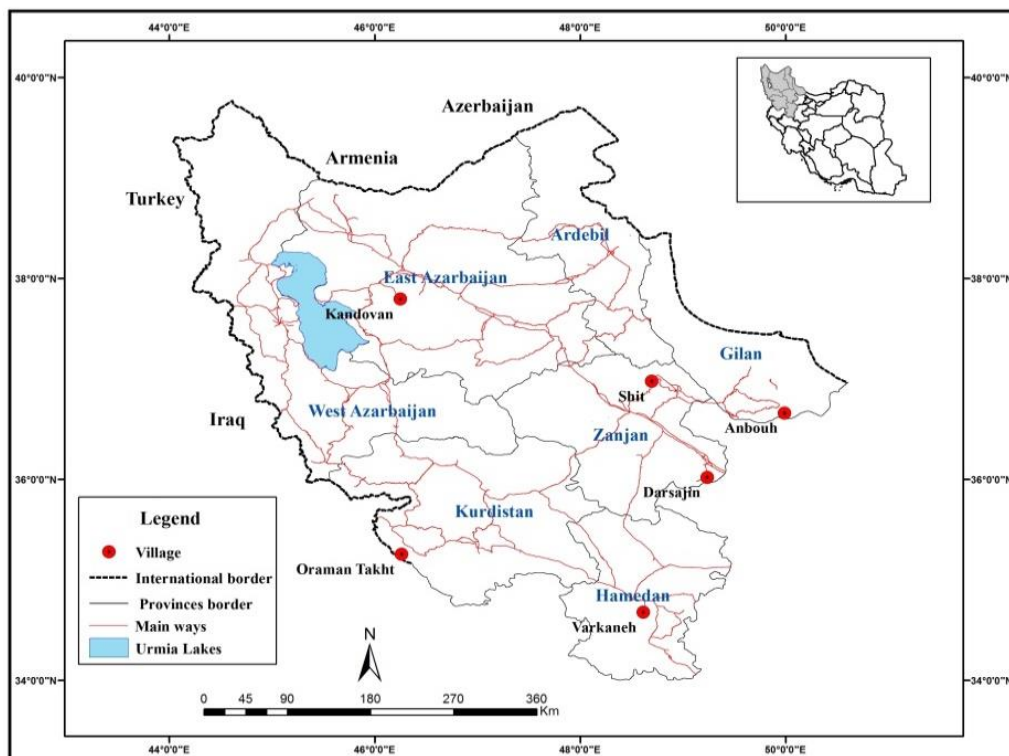 44°0'0"E 46°0'0"E 48°0'0"E 50°0'0"E
40°0'0"N 40°0'0"N
Azerbaijan
Armenia
Turkey
Ardebil
38°0'0"N 38°0'0"N
East Azarbaijan
Kandovan
Gilan
Shit
West Azarbaijan
Iraq
Anbouh
Zanjan
36°0'0"N 36°0'0"N
Darsajin
Kurdistan
Legend
Village
International border
Provinces border
Main ways
Urmia Lakes
Oraman Takht
Hamedan
Varkaneh
N
34°0'0"N 34°0'0"N
0 45 90 180 270 360
Km
44°0'0"E 46°0'0"E 48°0'0"E 50°0'0"E